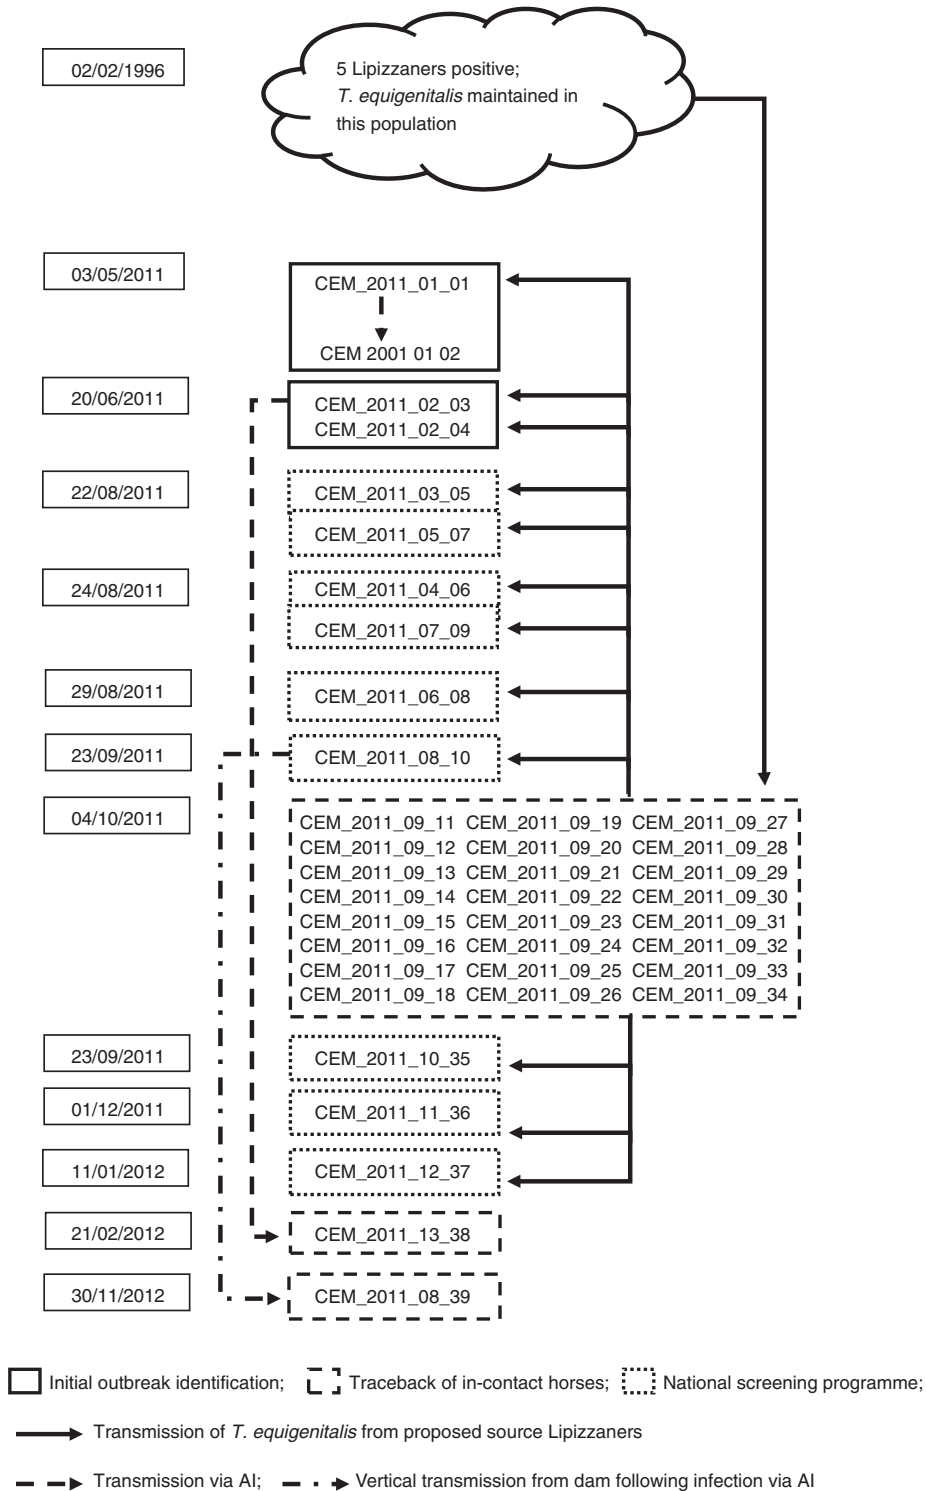 02/02/1996
5 Lipizzaners positive;
T. equigenitalis maintained in
this population
03/05/2011
CEM_2011_01_01
CEM 2001 01 02
20/06/2011
CEM_2011_02_03
CEM_2011_02_04
22/08/2011
CEM_2011_03_05
CEM_2011_05_07
24/08/2011
CEM_2011_04_06
CEM_2011_07_09
29/08/2011
CEM_2011_06_08
23/09/2011
CEM_2011_08_10
04/10/2011
CEM_2011_09_11 CEM_2011_09_19 CEM_2011_09_27
CEM_2011_09_12 CEM_2011_09_20 CEM_2011_09_28
CEM_2011_09_13 CEM_2011_09_21 CEM_2011_09_29
CEM_2011_09_14 CEM_2011_09_22 CEM_2011_09_30
CEM_2011_09_15 CEM_2011_09_23 CEM_2011_09_31
CEM_2011_09_16 CEM_2011_09_24 CEM_2011_09_32
CEM_2011_09_17 CEM_2011_09_25 CEM_2011_09_33
CEM_2011_09_18 CEM_2011_09_26 CEM_2011_09_34
23/09/2011
CEM_2011_10_35
01/12/2011
CEM_2011_11_36
11/01/2012
CEM_2011_12_37
21/02/2012
CEM_2011_13_38
30/11/2012
CEM_2011_08_39
Initial outbreak identification; Traceback of in-contact horses; National screening programme;
Transmission of T. equigenitalis from proposed source Lipizzaners
Transmission via AI; Vertical transmission from dam following infection via AI